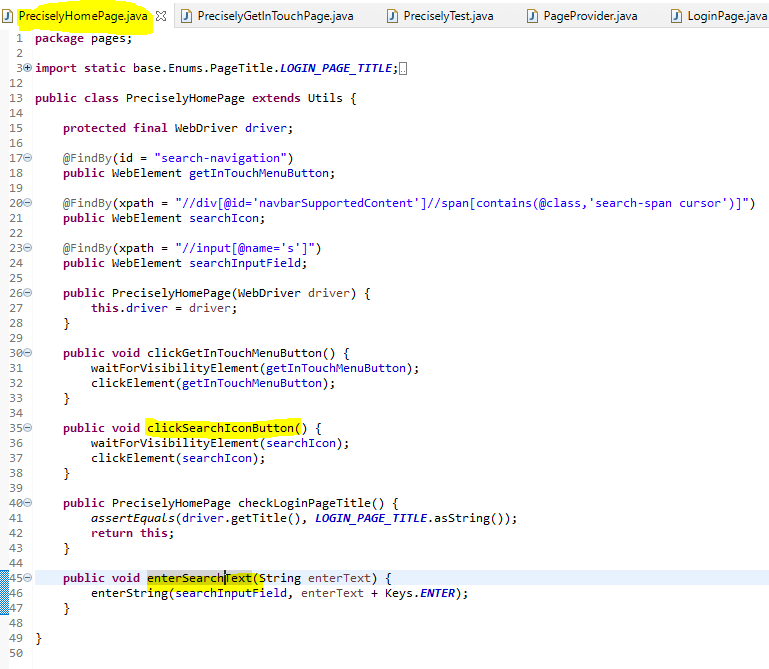 PreciselyHomePage.java PreciselyGetInTouchPage.java PreciselyTest.java PageProvider.java LoginPage.java
1 package pages;
2
3 import static base.Enums.PageTitle.LOGIN_PAGE_TITLE;
12
13 public class PreciselyHomePage extends Utils {
14
15     protected final WebDriver driver;
16
17     @FindBy(id = "search-navigation")
18     public WebElement getInTouchMenuButton;
19
20     @FindBy(xpath = "//div[@id='navbarSupportedContent']//span[contains(@class,'search-span cursor')]")
21     public WebElement searchIcon;
22
23     @FindBy(xpath = "//input[@name='s']")
24     public WebElement searchInputField;
25
26     public PreciselyHomePage(WebDriver driver) {
27         this.driver = driver;
28     }
29
30     public void clickGetInTouchMenuButton() {
31         waitForVisibilityElement(getInTouchMenuButton);
32         clickElement(getInTouchMenuButton);
33     }
34
35     public void clickSearchIconButton() {
36         waitForVisibilityElement(searchIcon);
37         clickElement(searchIcon);
38     }
39
40     public PreciselyHomePage checkLoginPageTitle() {
41         assertEquals(driver.getTitle(), LOGIN_PAGE_TITLE.asString());
42         return this;
43     }
44
45     public void enterSearchText(String enterText) {
46         enterString(searchInputField, enterText + Keys.ENTER);
47     }
48
49 }
50